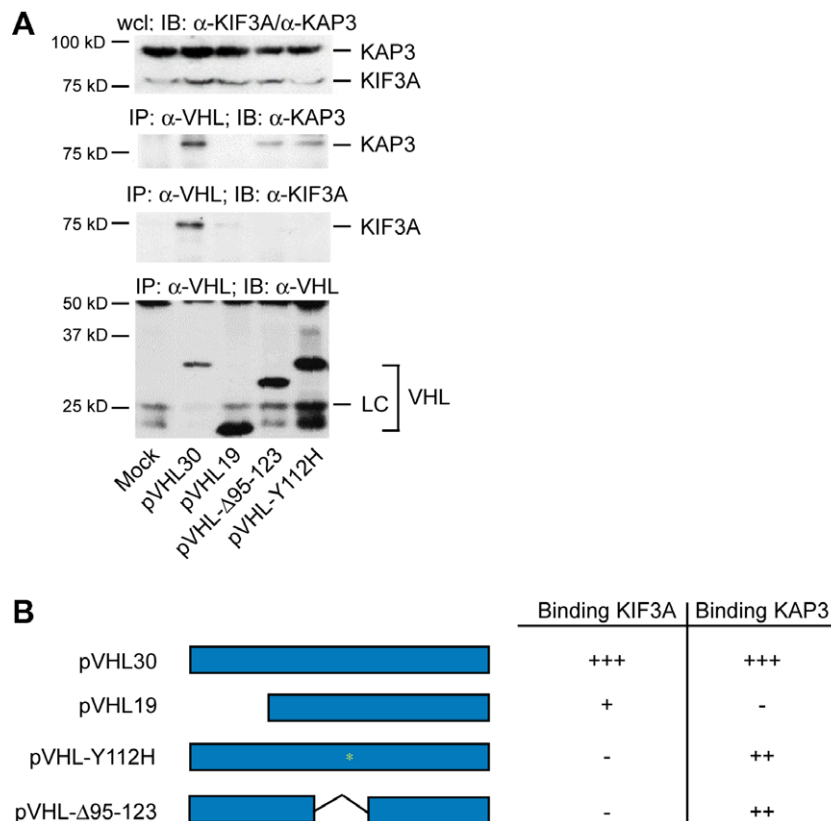 A
wcl: IB: α-KIF3A/α-KAP3
100 kD
KAP3
75 kD
KIF3A
IP: α-VHL; IB: α-KAP3
75 kD
KAP3
IP: α-VHL; IB: α-KIF3A
75 kD
KIF3A
IP: α-VHL; IB: α-VHL
50 kD
37 kD
25 kD
LC
VHL
Mock
pVHL30
pVHL19
pVHL-Δ95-123
pVHL-Y112H
B
Binding KIF3A Binding KAP3
pVHL30 +++ +++
pVHL19 + -
pVHL-Y112H * - ++
pVHL-Δ95-123 - ++